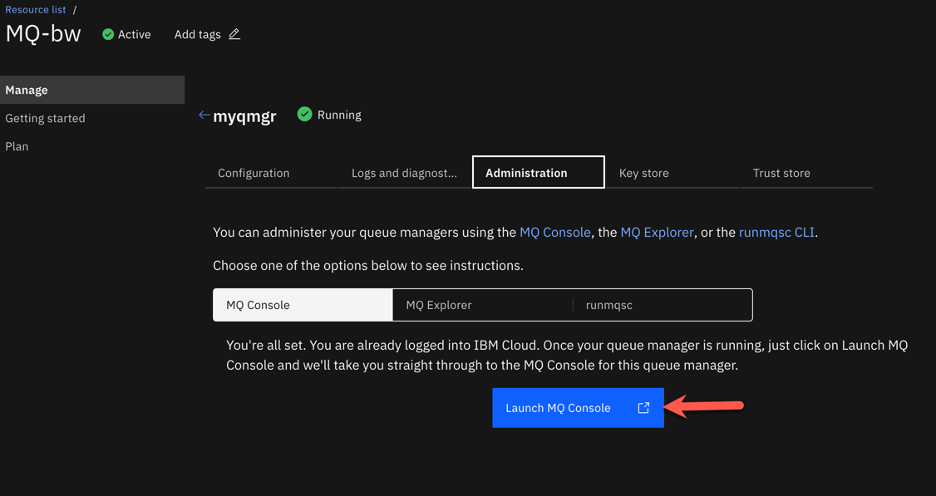 Resource list /
MQ-bw Active Add tags
Manage
Getting started
Plan
myqmgr Running
Configuration Logs and diagnost... Administration Key store Trust store
You can administer your queue managers using the MQ Console, the MQ Explorer, or the runmqsc CLI.
Choose one of the options below to see instructions.
MQ Console MQ Explorer runmqsc
You're all set. You are already logged into IBM Cloud. Once your queue manager is running, just click on Launch MQ
Console and we'll take you straight through to the MQ Console for this queue manager.
Launch MQ Console